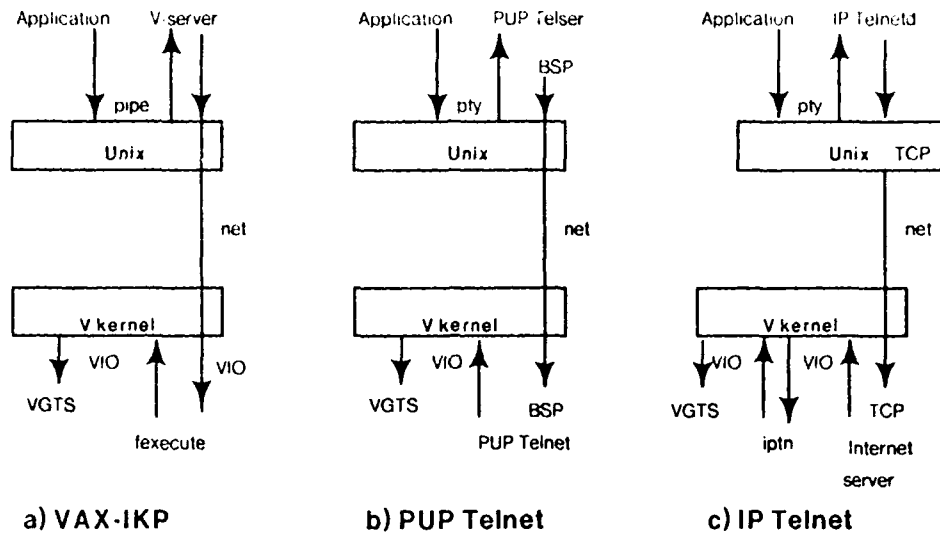 Application V-server Application PUP Telser Application IP Telnetd
BSP
pipe pty pty
Unix Unix Unix TCP
net net net
V kernel V kernel V kernel
VIO VIO VIO VIO VIO
VGTS VGTS BSP VGTS TCP
fexecute PUP Telnet iptn Internet
server
a) VAX-IKP b) PUP Telnet c) IP Telnet